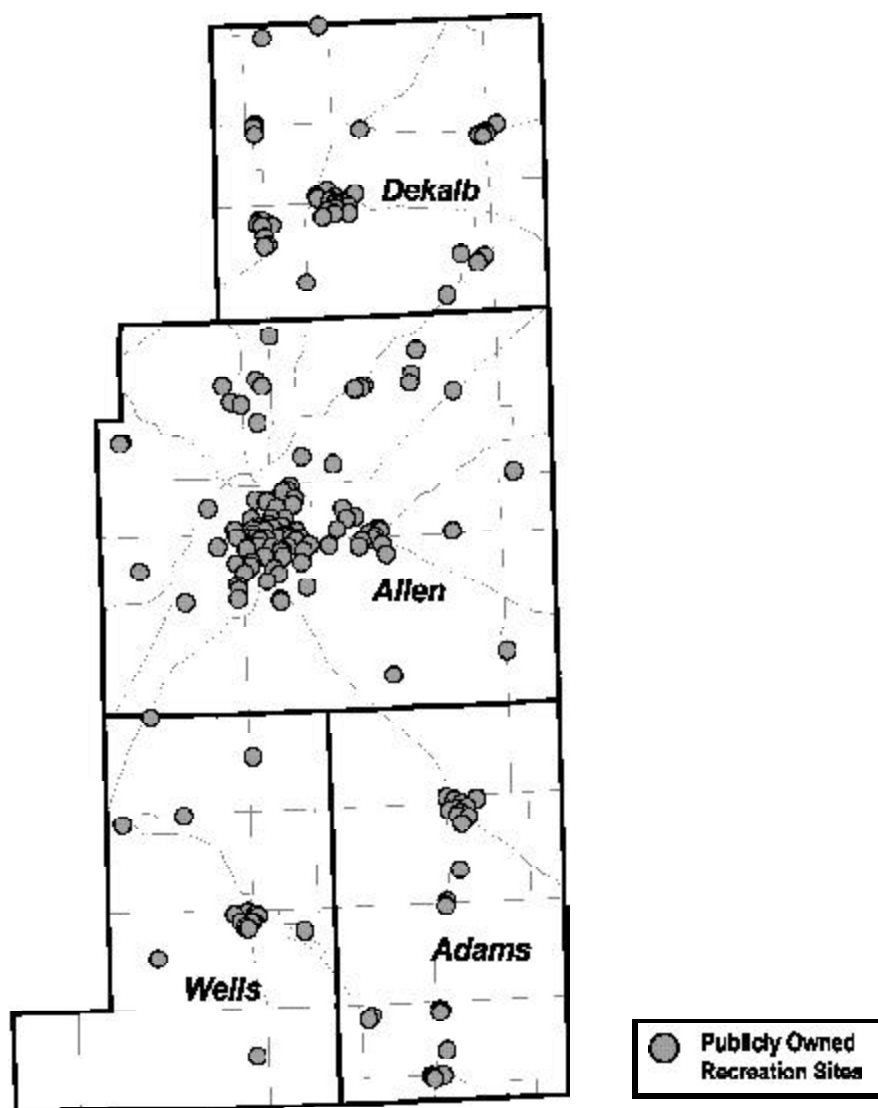 Dekalb
Allen
Adams
Wells
Publicly Owned
Recreation Sites